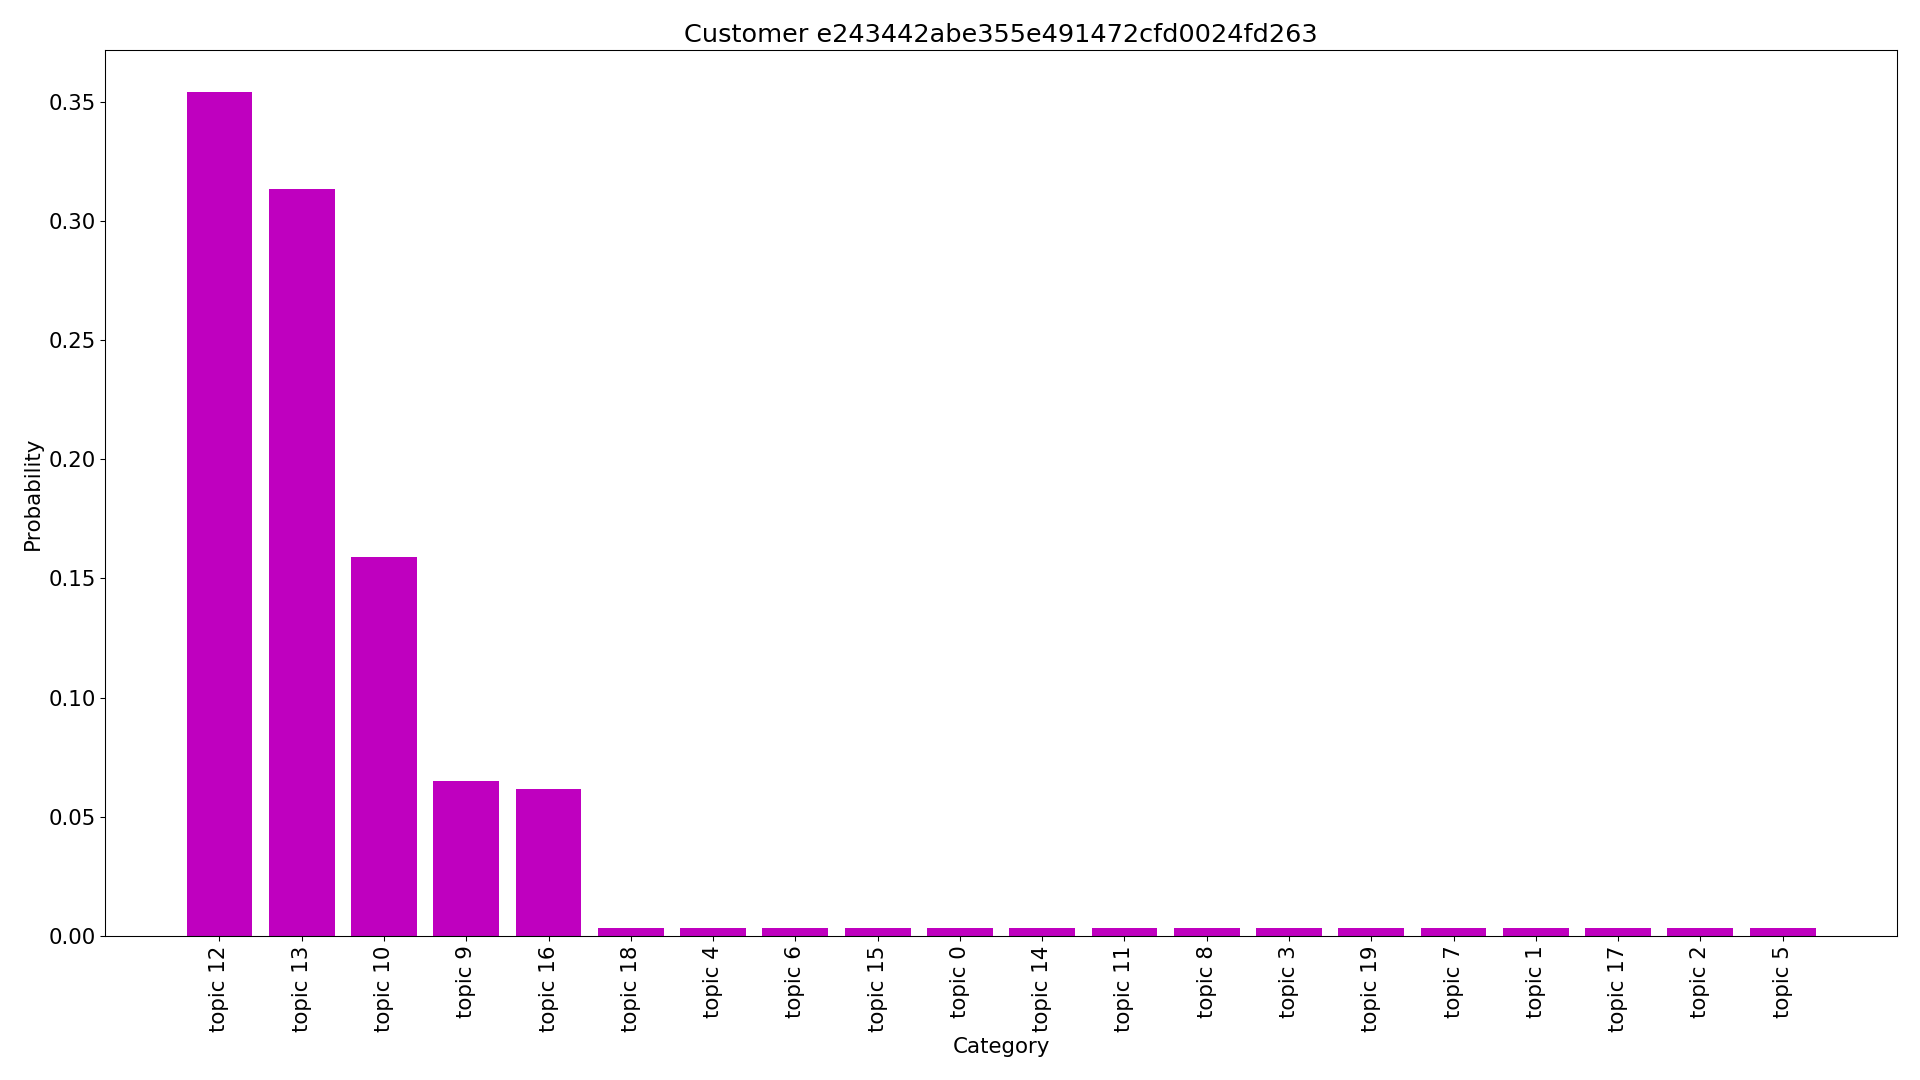 Customer e243442abe355e491472cfd0024fd263
Probability
0.35
0.30
0.25
0.20
0.15
0.10
0.05
0.00
topic 12
topic 13
topic 10
topic 9
topic 16
topic 18
topic 4
topic 6
topic 15
topic 0
topic 14
topic 11
topic 8
topic 3
topic 19
topic 7
topic 1
topic 17
topic 2
topic 5
Category